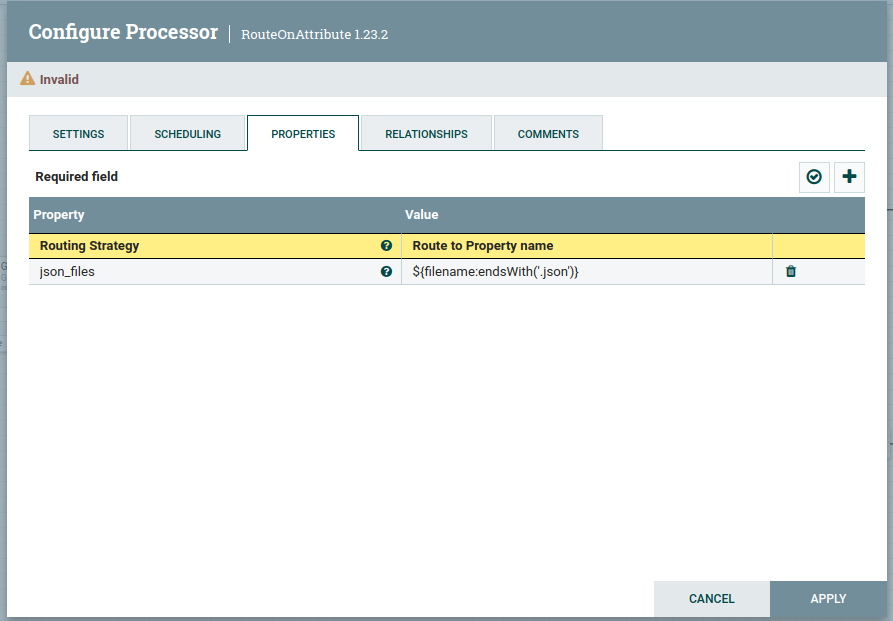 Configure Processor | RouteOnAttribute 1.23.2
Invalid
SETTINGS SCHEDULING PROPERTIES RELATIONSHIPS COMMENTS
Required field
Property Value
Routing Strategy Route to Property name
json_files ${filename:endsWith('.json')}
CANCEL APPLY